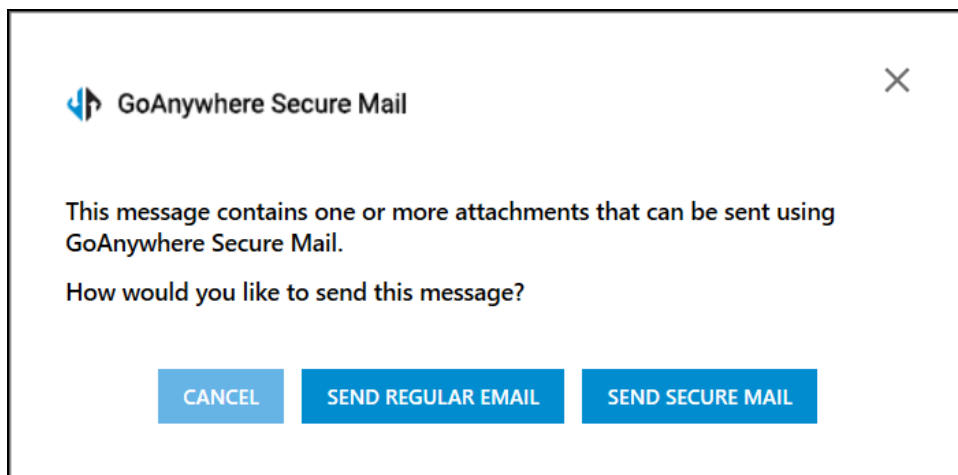 GoAnywhere Secure Mail
This message contains one or more attachments that can be sent using
GoAnywhere Secure Mail.
How would you like to send this message?
CANCEL
SEND REGULAR EMAIL
SEND SECURE MAIL